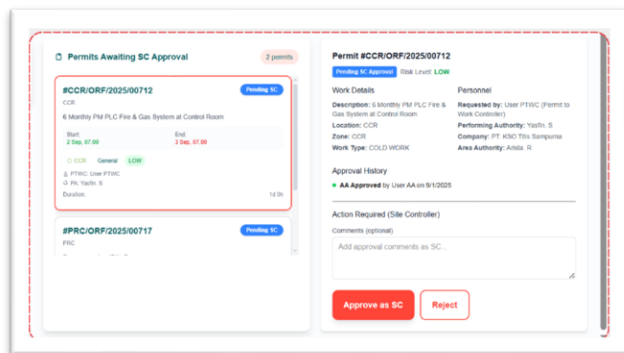 Permits Awaiting SC Approval
2 permits
#CCR/ORF/2025/00712
Pending SC
CCR
6 Monthly PM PLC Fire & Gas System at Control Room
Start:
2 Sep, 07.00
End:
3 Sep, 07.00
CCR
General
LOW
PTWC: User PTWC
PA: Yasfin. S
Duration:
1d 0h
#PRC/ORF/2025/00717
Pending SC
PRC
Permit #CCR/ORF/2025/00712
Pending SC Approval
Risk Level: LOW
Work Details
Description: 6 Monthly PM PLC Fire &
Gas System at Control Room
Location: CCR
Zone: CCR
Work Type: COLD WORK
Personnel
Requested by: User PTWC (Permit to
Work Controller)
Performing Authority: Yasfin. S
Company: PT. KSO Titis Sampurna
Area Authority: Arista. R
Approval History
AA Approved by User AA on 9/1/2025
Action Required (Site Controller)
Comments (optional)
Add approval comments as SC...
Approve as SC
Reject